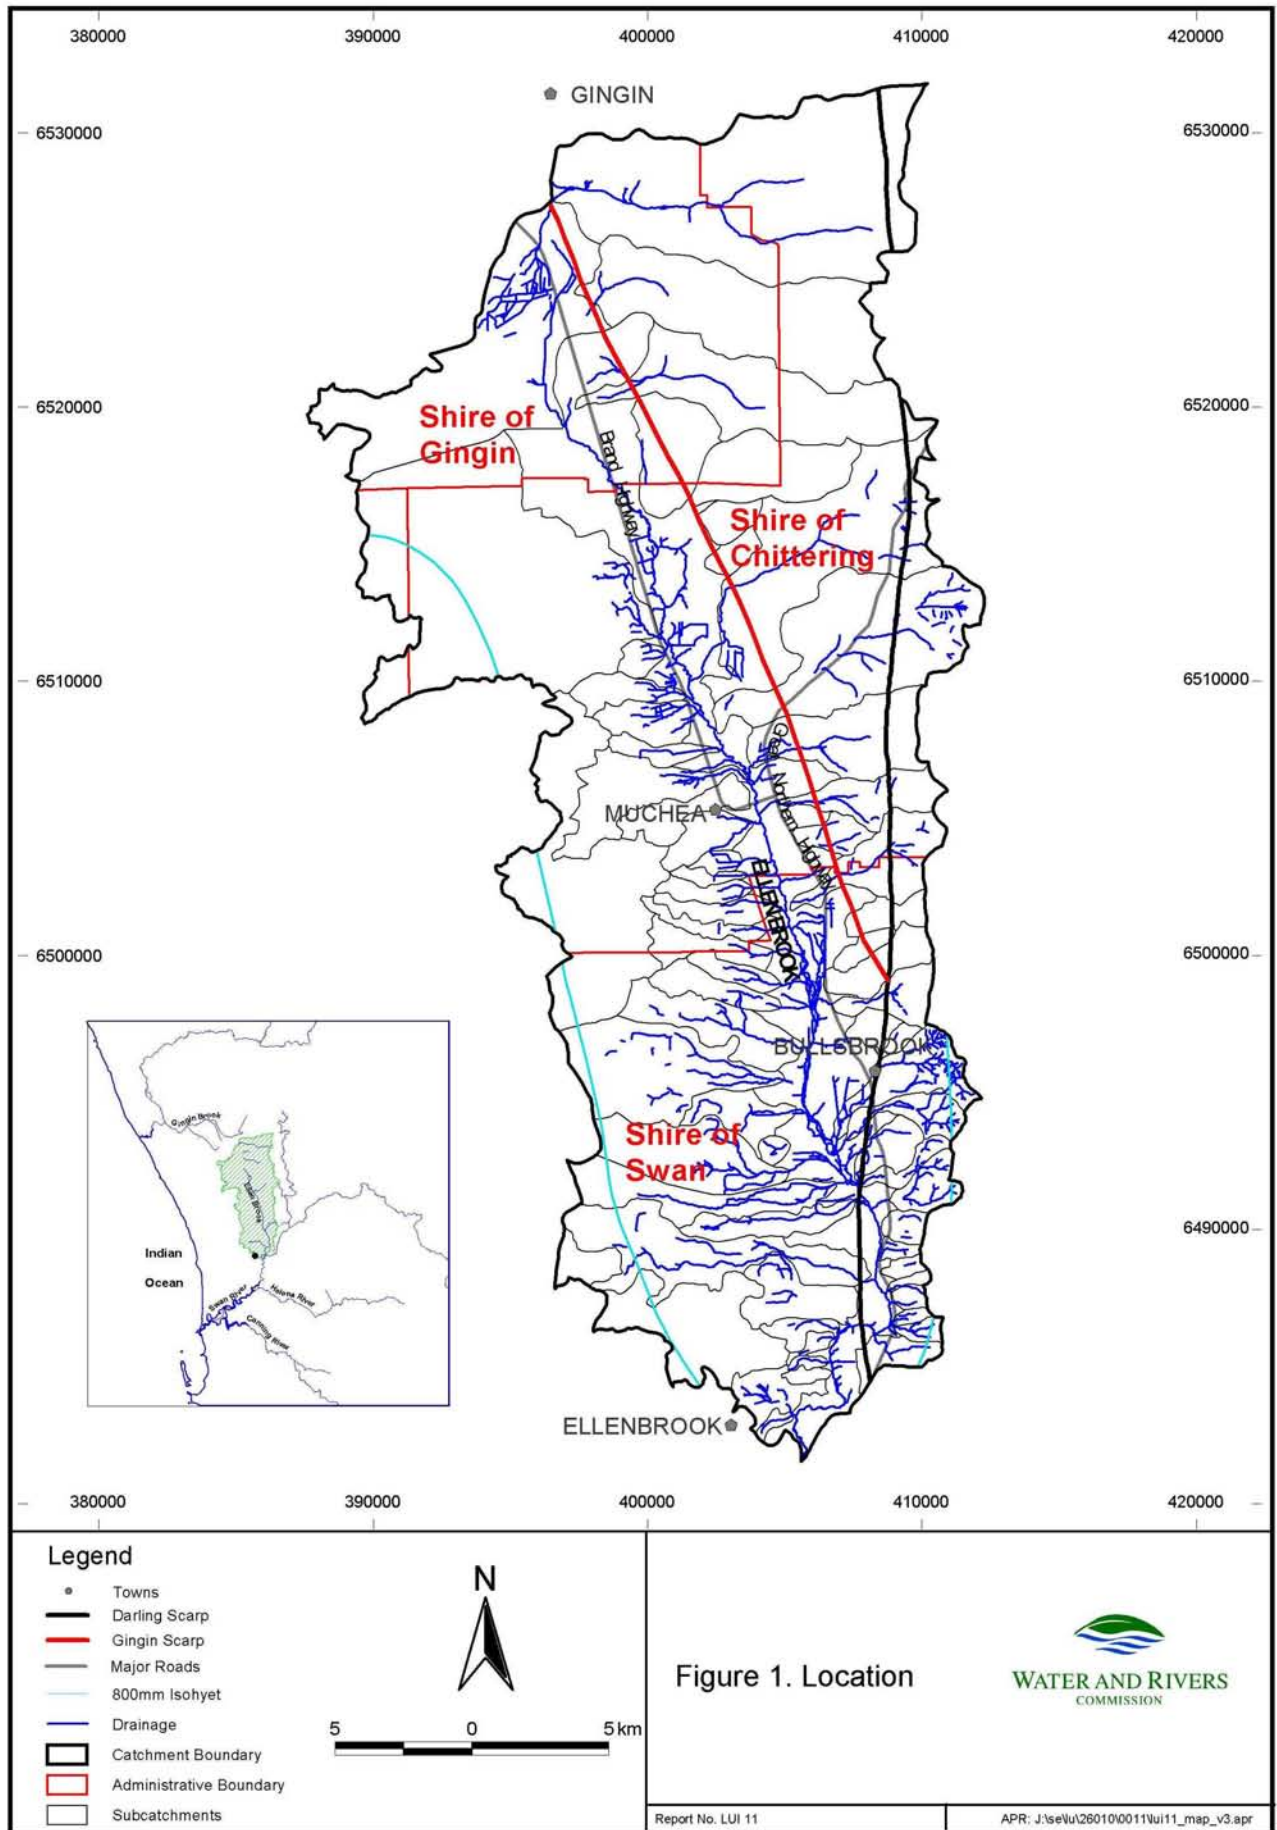 380000
390000
400000
410000
420000
GINGIN
6530000
6530000
6520000
6520000
Shire of
Gingin
Brand Highway
Shire of
Chittering
6510000
6510000
Great Northern Highway
MUCHEA
ELLENBROOK
6500000
6500000
BULLSBROOK
Shire of
Swan
Gingin Brook
Ellen Brook
Indian
Ocean
Swan River
Helena River
Canning River
6490000
6490000
ELLENBROOK
380000
390000
400000
410000
420000
Legend
Towns
Darling Scarp
Gingin Scarp
Major Roads
800mm Isohyet
Drainage
Catchment Boundary
Administrative Boundary
Subcatchments
N
5 0 5 km
Figure 1. Location
WATER AND RIVERS
COMMISSION
Report No. LUI 11